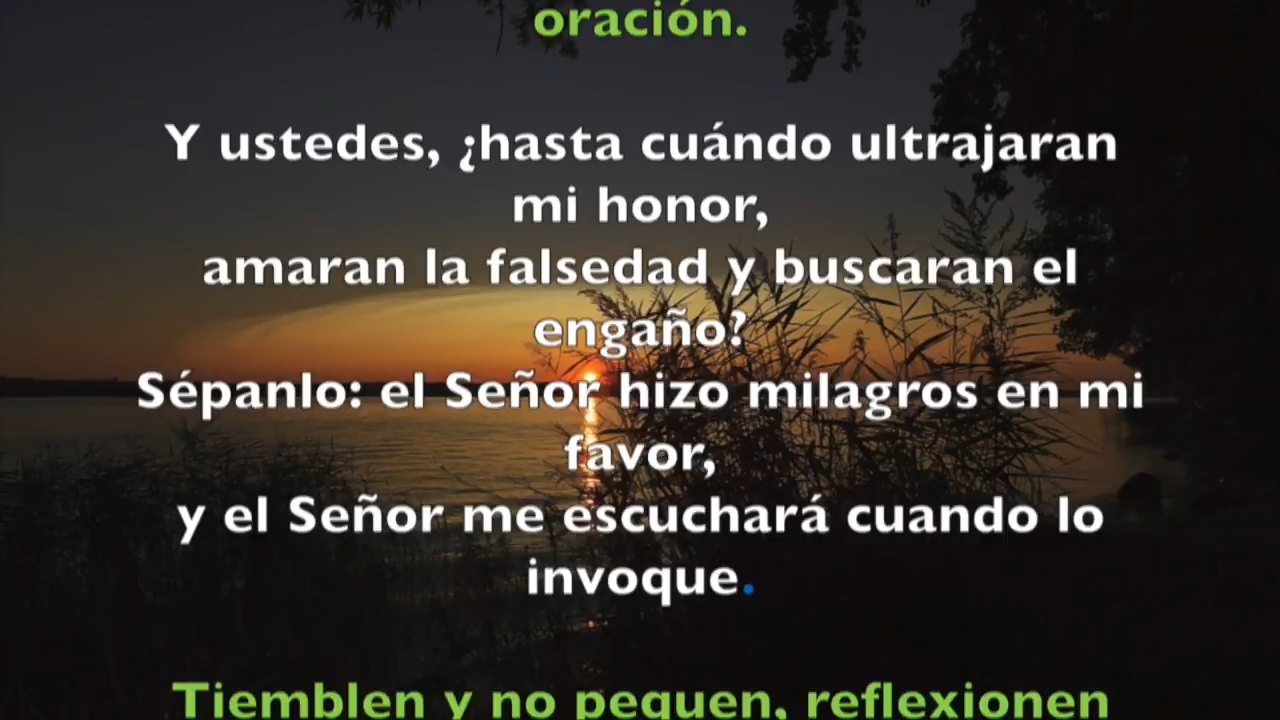 oración.
Y ustedes, ¿hasta cuándo ultrajaran
mi honor,
amaran la falsedad y buscaran el
engaño?
Sépanlo: el Señor hizo milagros en mi
favor,
y el Señor me escuchará cuando lo
invoque.
Tiemblen y no pequen, reflexionen